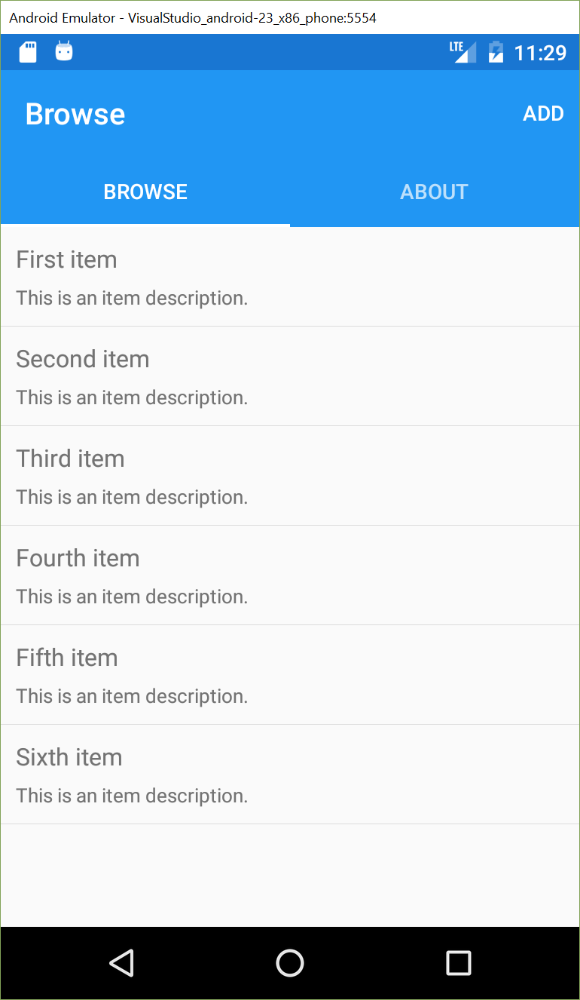 Android Emulator - VisualStudio_android-23_x86_phone:5554
LTE 11:29
Browse ADD
BROWSE ABOUT
First item
This is an item description.
Second item
This is an item description.
Third item
This is an item description.
Fourth item
This is an item description.
Fifth item
This is an item description.
Sixth item
This is an item description.